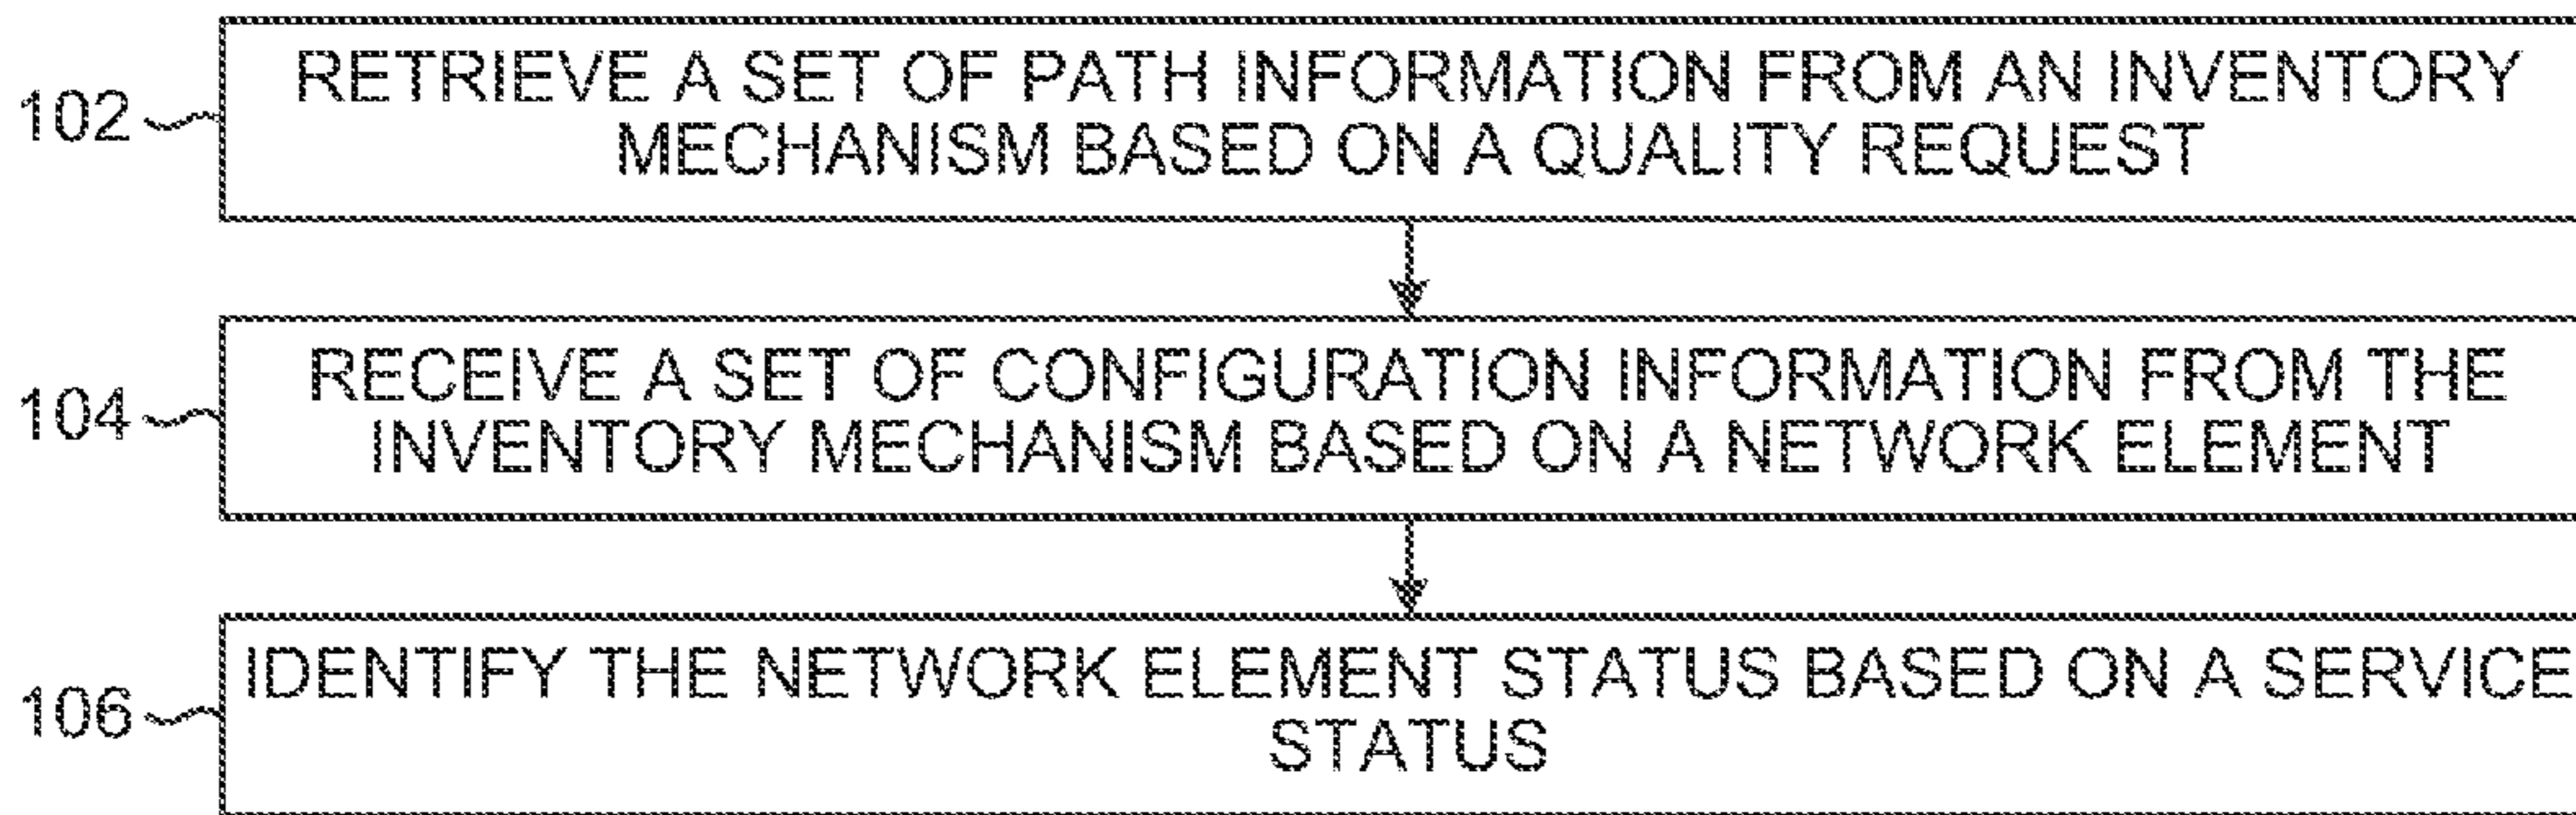 RETRIEVE A SET OF PATH INFORMATION FROM AN INVENTORY
102
MECHANISM BASED ON A QUALITY REQUEST
RECEIVE A SET OF CONFIGURATION INFORMATION FROM THE
104
INVENTORY MECHANISM BASED ON A NETWORK ELEMENT
IDENTIFY THE NETWORK ELEMENT STATUS BASED ON A SERVICE
106
STATUS